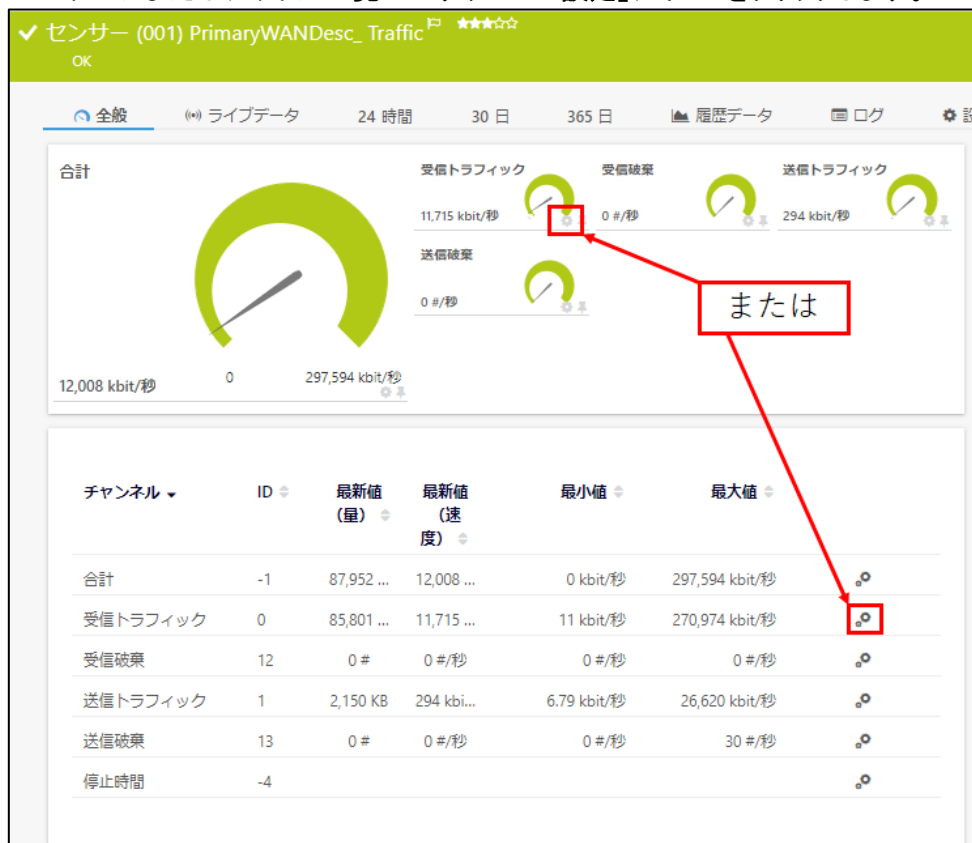 センサー (001) PrimaryWANDesc_ Traffic
OK
全般 ライブデータ 24 時間 30 日 365 日 履歴データ ログ
合計
12,008 kbit/秒
0
297,594 kbit/秒
受信トラフィック
11,715 kbit/秒
受信破棄
0 #/秒
送信トラフィック
294 kbit/秒
送信破棄
0 #/秒
または
チャンネル ID 最新値（量） 最新値（速度） 最小値 最大値
合計 -1 87,952 ... 12,008 ... 0 kbit/秒 297,594 kbit/秒
受信トラフィック 0 85,801 ... 11,715 ... 11 kbit/秒 270,974 kbit/秒
受信破棄 12 0 # 0 #/秒 0 #/秒 0 #/秒
送信トラフィック 1 2,150 KB 294 kbi... 6.79 kbit/秒 26,620 kbit/秒
送信破棄 13 0 # 0 #/秒 0 #/秒 30 #/秒
停止時間 -4